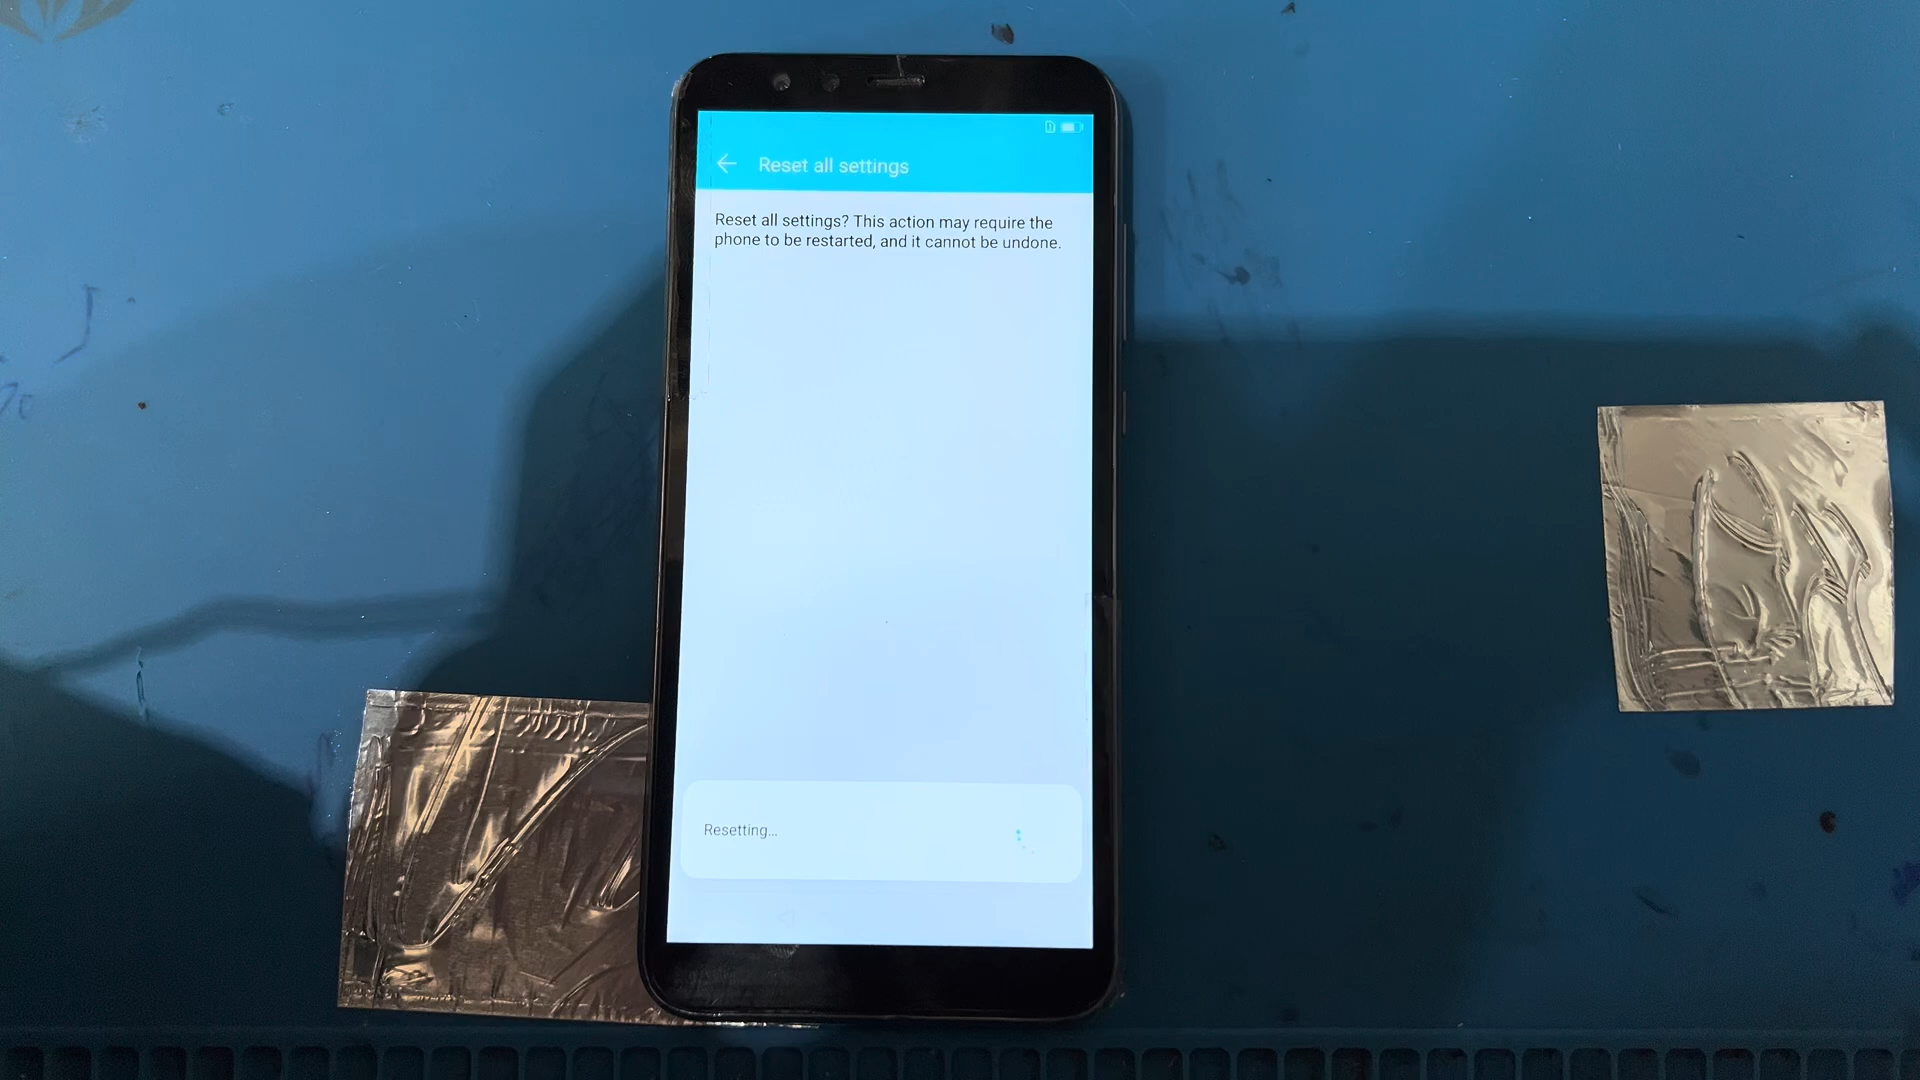 Reset all settings
Reset all settings? This action may require the
phone to be restarted, and it cannot be undone.
Resetting...